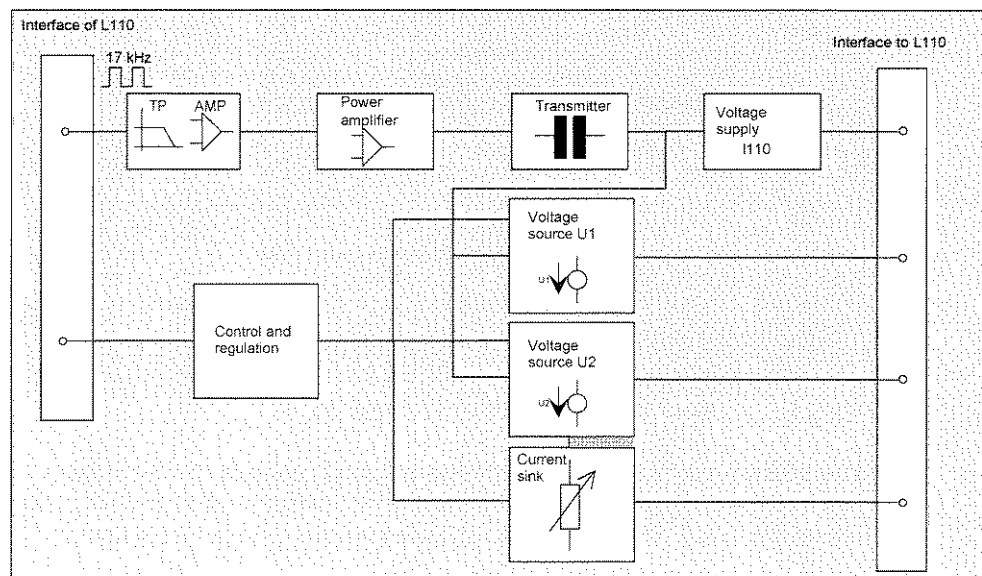 Interface of L110
Interface to L110
17 kHz
TP AMP
Power
amplifier
Transmitter
Voltage
supply
I110
Voltage
source U1
U1
Control and
regulation
Voltage
source U2
U2
Current
sink